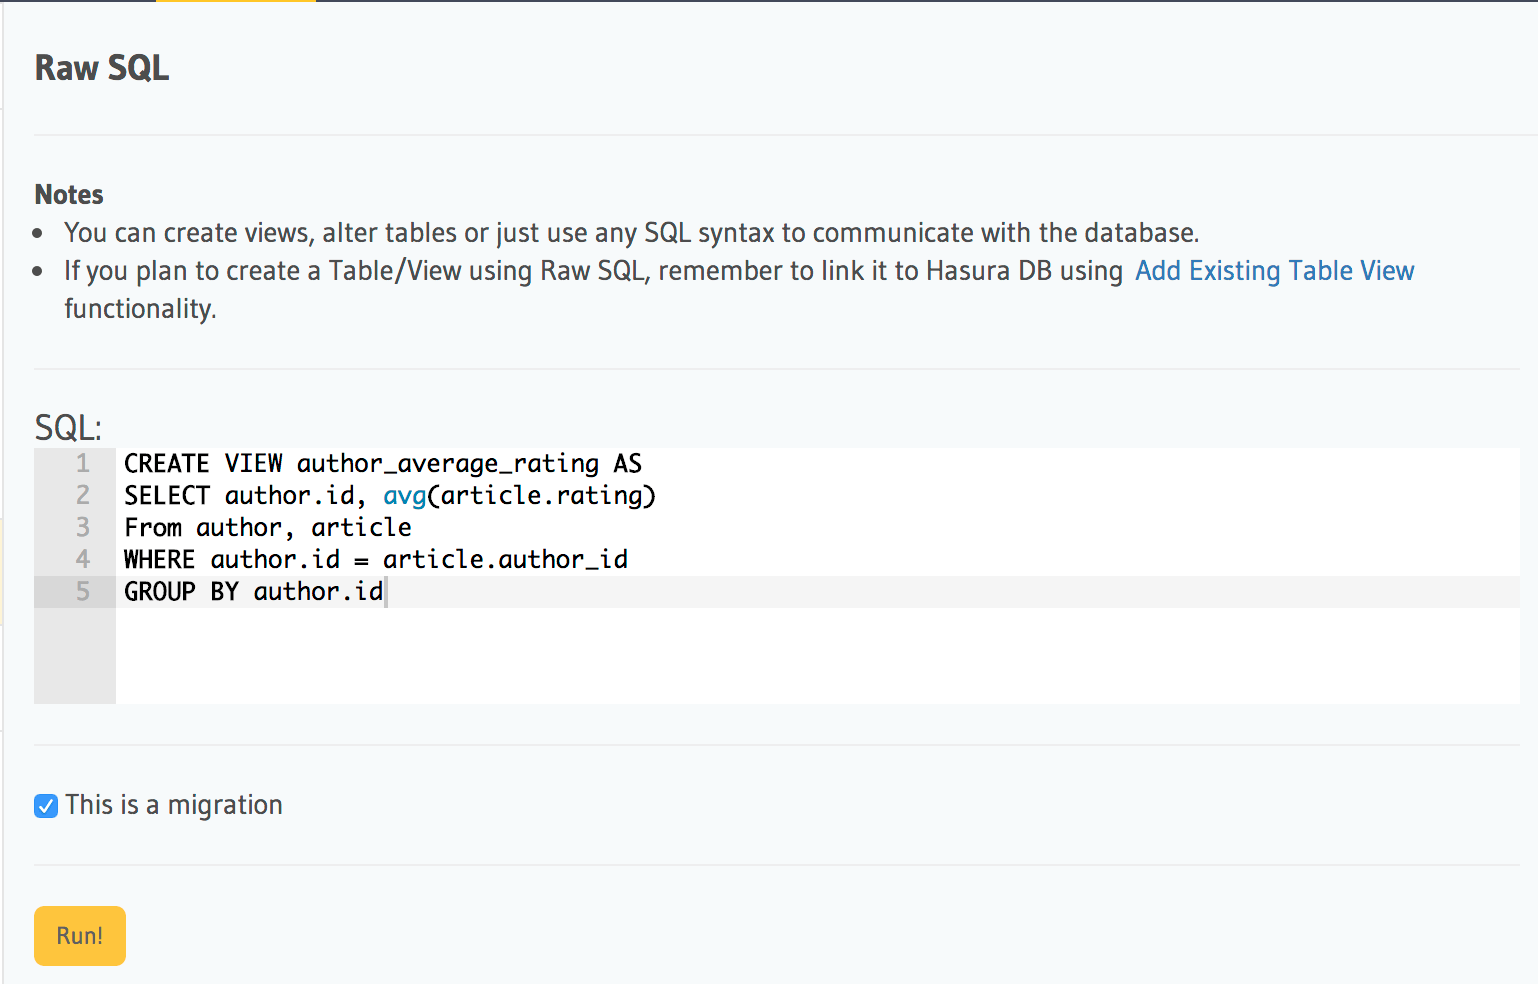 Raw SQL
Notes
• You can create views, alter tables or just use any SQL syntax to communicate with the database.
• If you plan to create a Table/View using Raw SQL, remember to link it to Hasura DB using Add Existing Table View
functionality.
SQL:
1 CREATE VIEW author_average_rating AS
2 SELECT author.id, avg(article.rating)
3 From author, article
4 WHERE author.id = article.author_id
5 GROUP BY author.id
This is a migration
Run!